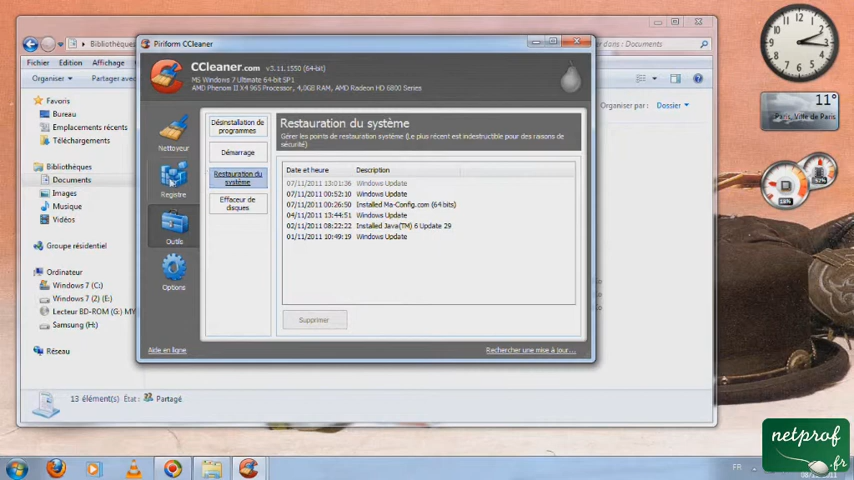 Bibliothèques
Documents
Fichier Edition Affichage
Organiser
Partager avec
Organiser par : Dossier
Favoris
Bureau
Emplacements récents
Téléchargements
Bibliothèques
Documents
Images
Musique
Vidéos
Groupe résidentiel
Ordinateur
Windows 7 (C:)
Windows 7 (2) (E:)
Lecteur BD-ROM (G:) MY
Samsung (H:)
Réseau
13 élément(s) État : Partagé
Piriform CCleaner
CCleaner.com v3.11.1550 (64-bit)
MS Windows 7 Ultimate 64-bit SP1
AMD Phenom II X4 965 Processor, 4,0GB RAM, AMD Radeon HD 6800 Series
Nettoyeur
Registre
Outils
Options
Désinstallation de
programmes
Démarrage
Restauration du
système
Effaceur de
disques
Restauration du système
Gérer les points de restauration système (Le plus récent est indestructible pour des raisons de
sécurité)
Date et heure Description
07/11/2011 13:01:36 Windows Update
07/11/2011 00:52:10 Windows Update
07/11/2011 00:26:50 Installed Ma-Config.com (64 bits)
04/11/2011 13:44:51 Windows Update
02/11/2011 08:22:22 Installed Java(TM) 6 Update 29
01/11/2011 10:49:19 Windows Update
Supprimer
Aide en ligne
Rechercher une mise à jour...
11°
Paris, Ville de Paris
FR
netprof
.fr